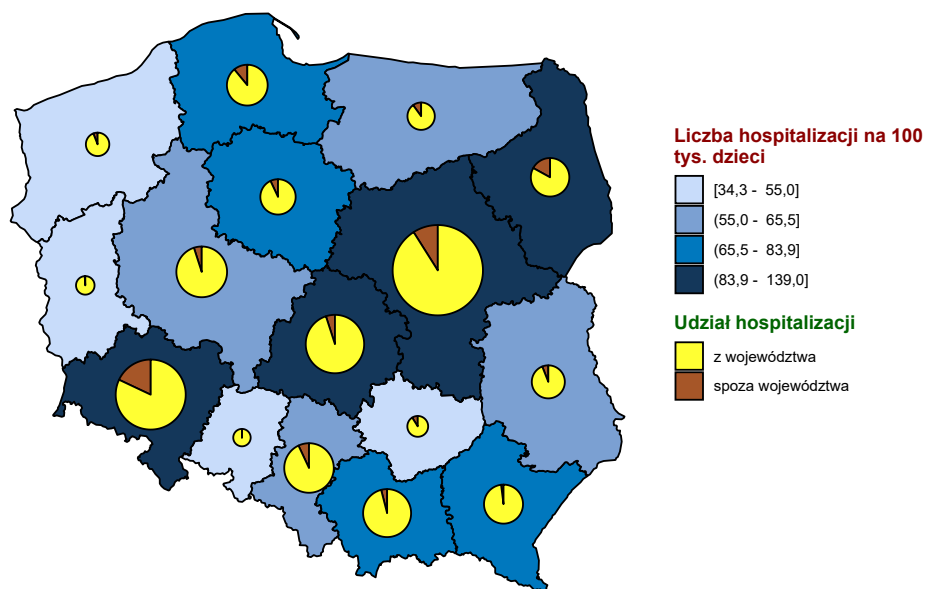 Liczba hospitalizacji na 100
tys. dzieci
[34,3 - 55,0]
(55,0 - 65,5]
(65,5 - 83,9]
(83,9 - 139,0]
Udział hospitalizacji
z województwa
spoza województwa